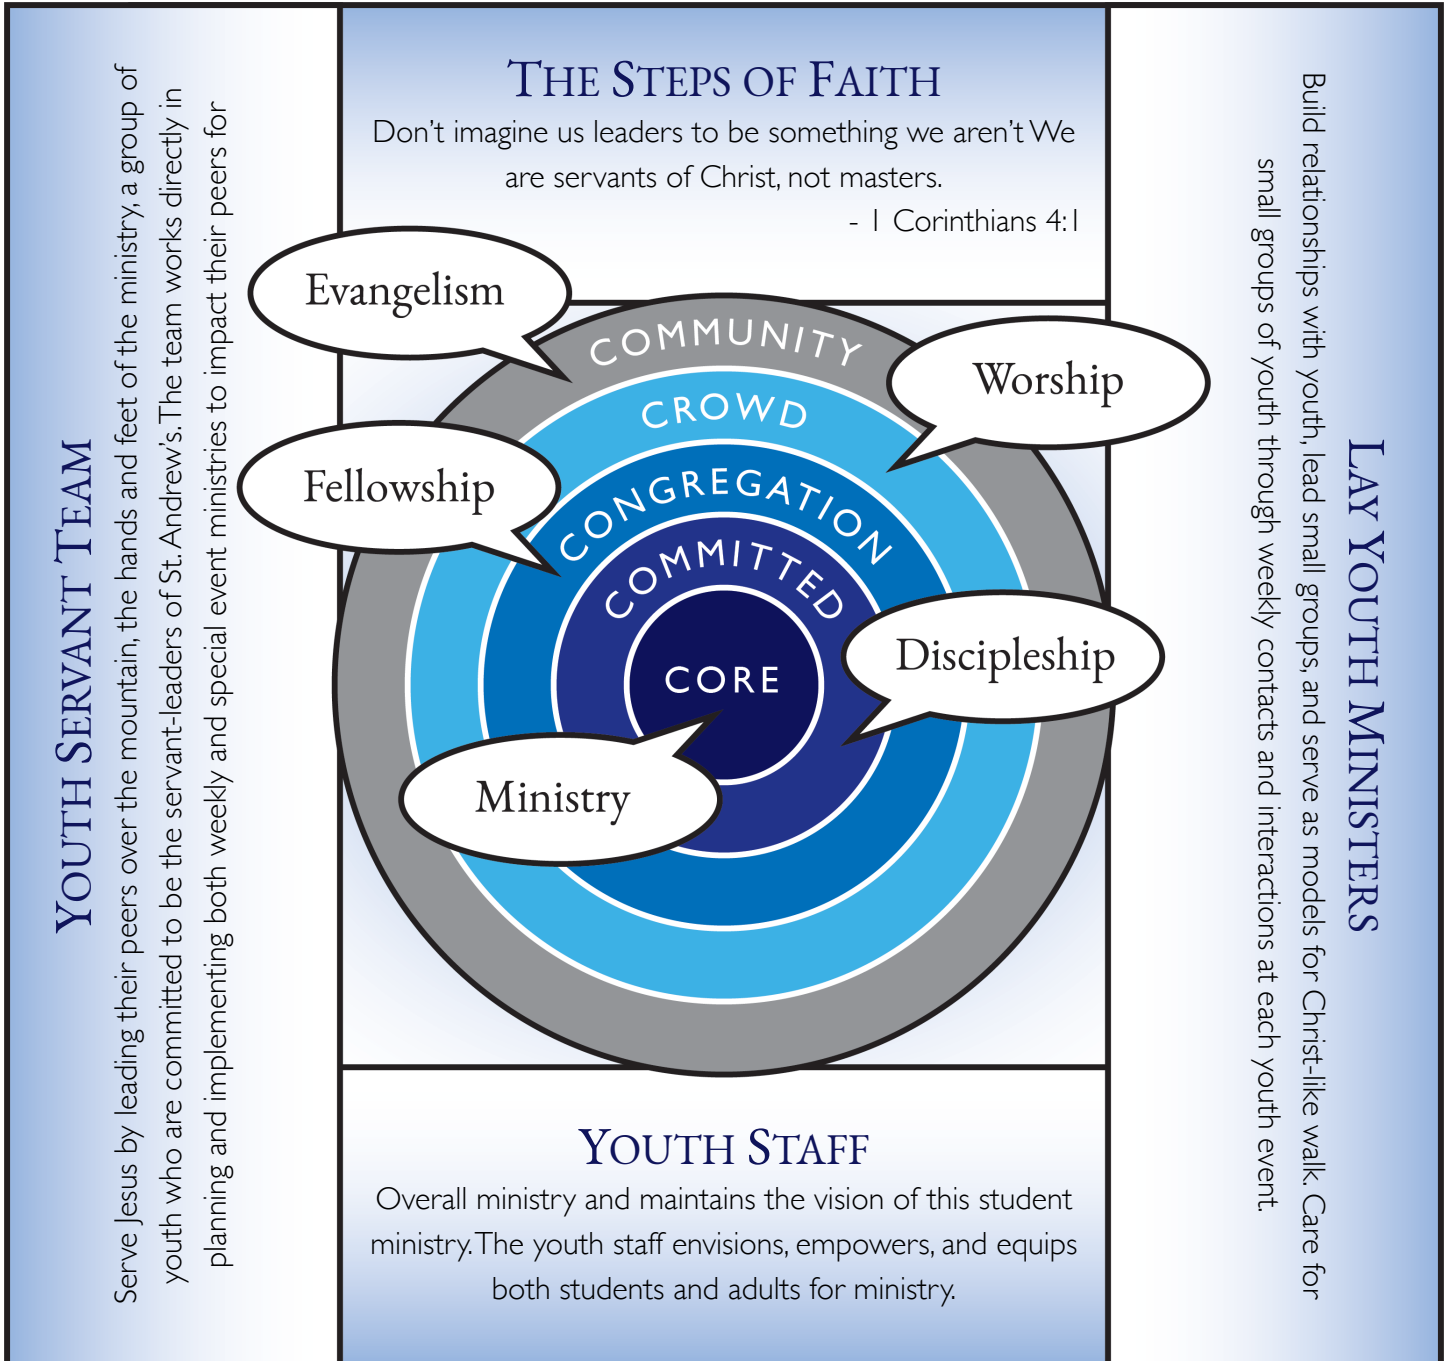 THE STEPS OF FAITH
Don't imagine us leaders to be something we aren't We
are servants of Christ, not masters.
- 1 Corinthians 4:1
YOUTH SERVANT TEAM
Serve Jesus by leading their peers over the mountain, the hands and feet of the ministry, a group of
youth who are committed to be the servant-leaders of St. Andrew's. The team works directly in
planning and implementing both weekly and special event ministries to impact their peers for
Evangelism
COMMUNITY
Worship
CROWD
Fellowship
CONGREGATION
COMMITTED
Discipleship
CORE
Ministry
LAY YOUTH MINISTERS
Build relationships with youth, lead small groups, and serve as models for Christ-like walk. Care for
small groups of youth through weekly contacts and interactions at each youth event.
YOUTH STAFF
Overall ministry and maintains the vision of this student
ministry. The youth staff envisions, empowers, and equips
both students and adults for ministry.